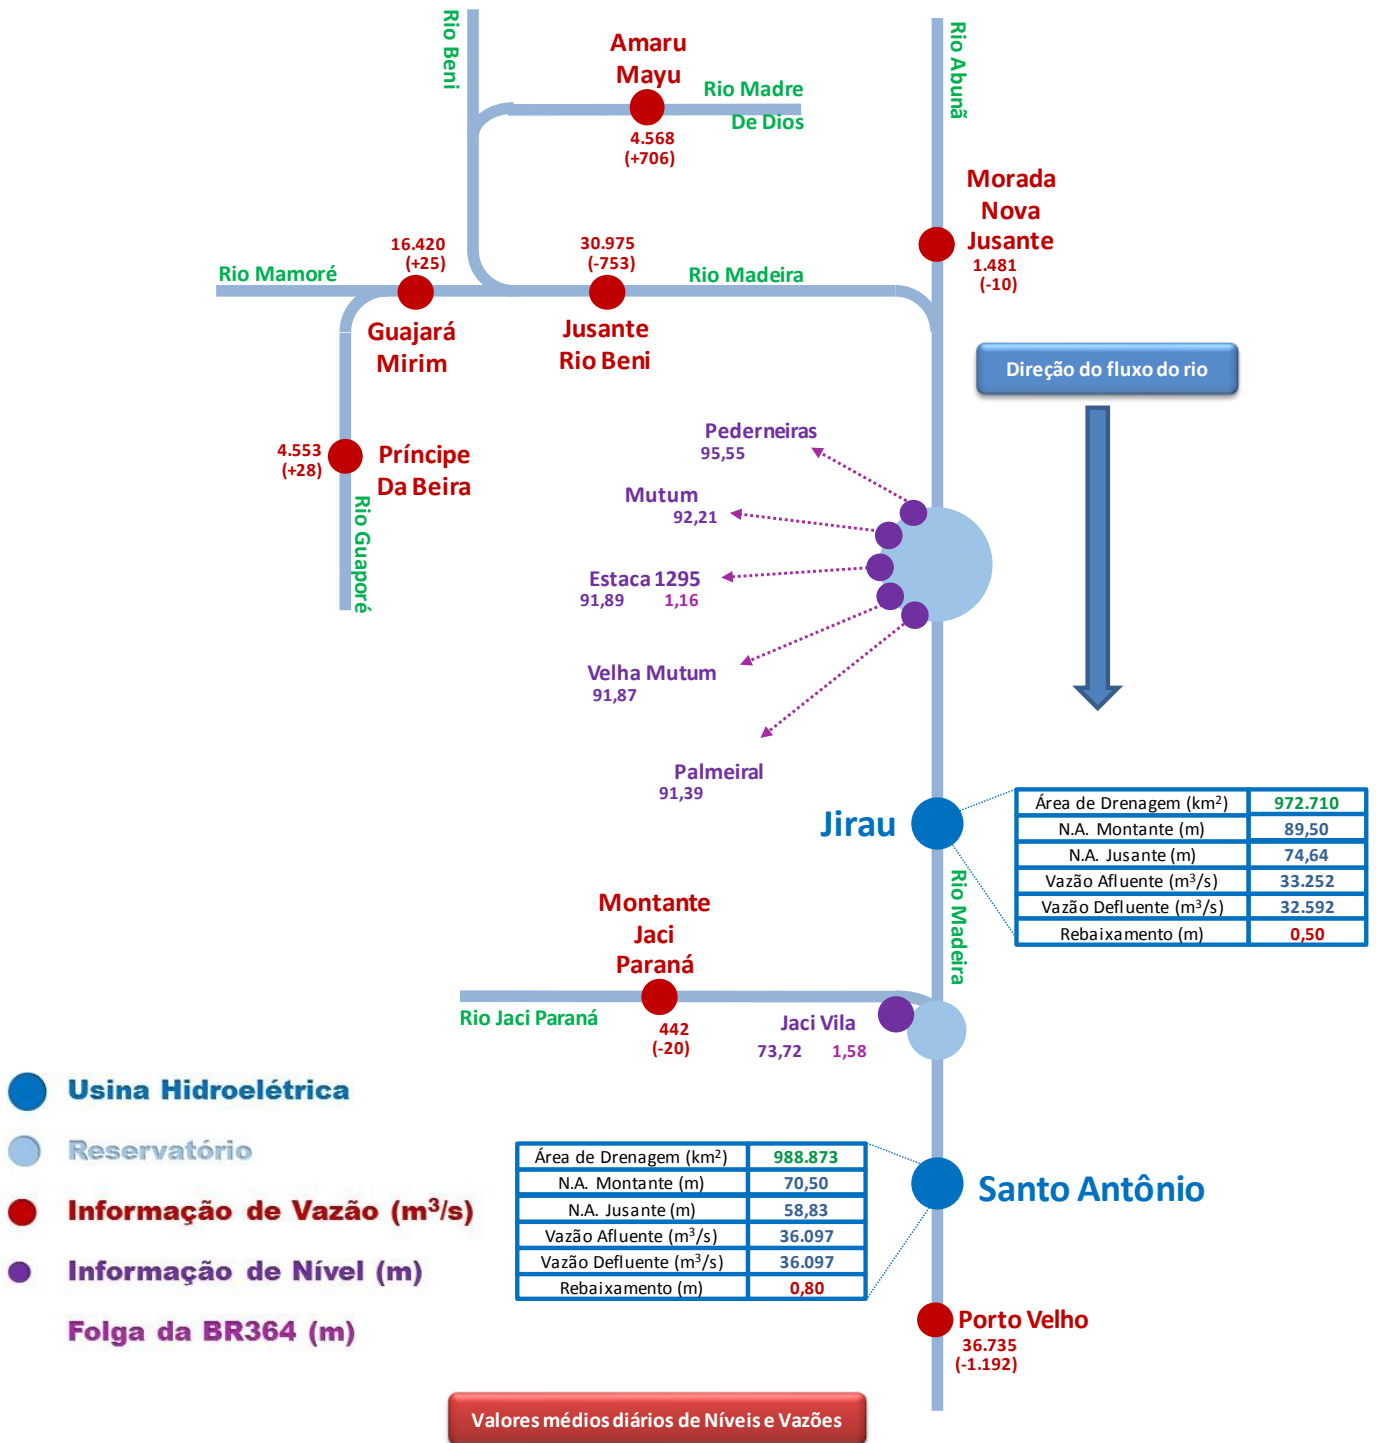 Rio Beni
Amaru
Mayu
Rio Madre
De Dios
4.568
(+706)
Rio Abunã
Morada
Nova
Jusante
1.481
(-10)
16.420
(+25)
30.975
(-753)
Rio Mamoré
Rio Madeira
Guajará
Mirim
Jusante
Rio Beni
Direção do fluxo do rio
4.553
(+28)
Príncipe
Da Beira
Rio Guaporé
Pederneiras
95,55
Mutum
92,21
Estaca 1295
91,89 1,16
Velha Mutum
91,87
Palmeiral
91,39
Jirau
Área de Drenagem (km²) 972.710
N.A. Montante (m) 89,50
N.A. Jusante (m) 74,64
Vazão Afluente (m³/s) 33.252
Vazão Defluente (m³/s) 32.592
Rebaixamento (m) 0,50
Rio Madeira
Montante
Jaci
Paraná
Rio Jaci Paraná
442
(-20)
Jaci Vila
73,72 1,58
Usina Hidroelétrica
Reservatório
Informação de Vazão (m³/s)
Informação de Nível (m)
Folga da BR364 (m)
Área de Drenagem (km²) 988.873
N.A. Montante (m) 70,50
N.A. Jusante (m) 58,83
Vazão Afluente (m³/s) 36.097
Vazão Defluente (m³/s) 36.097
Rebaixamento (m) 0,80
Santo Antônio
Porto Velho
36.735
(-1.192)
Valores médios diários de Níveis e Vazões